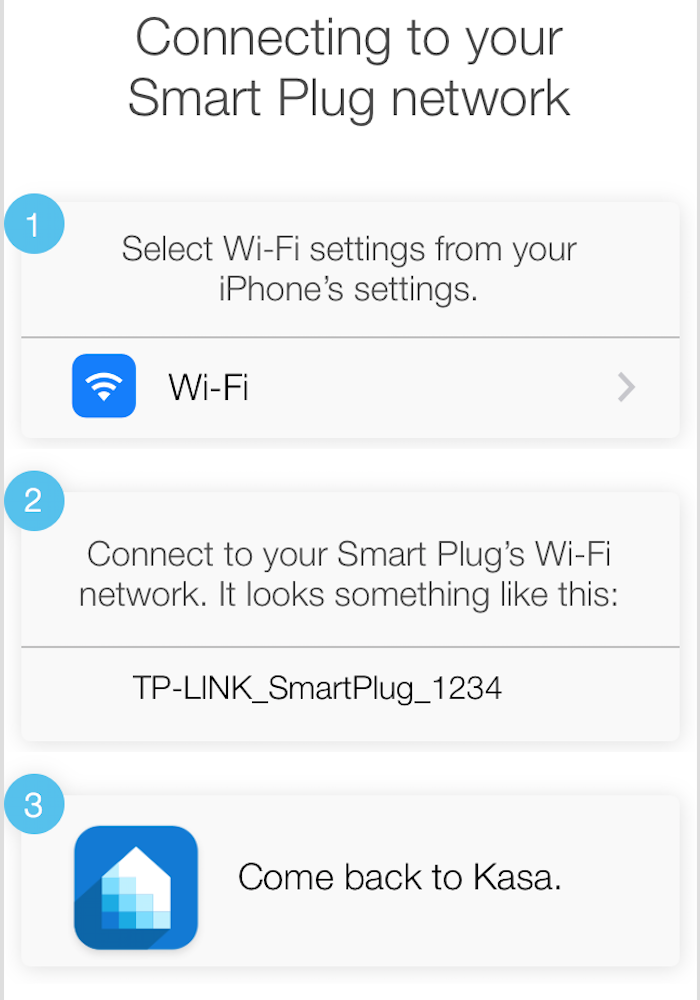 Connecting to your
Smart Plug network
1
Select Wi-Fi settings from your
iPhone’s settings.
Wi-Fi
2
Connect to your Smart Plug’s Wi-Fi
network. It looks something like this:
TP-LINK_SmartPlug_1234
3
Come back to Kasa.